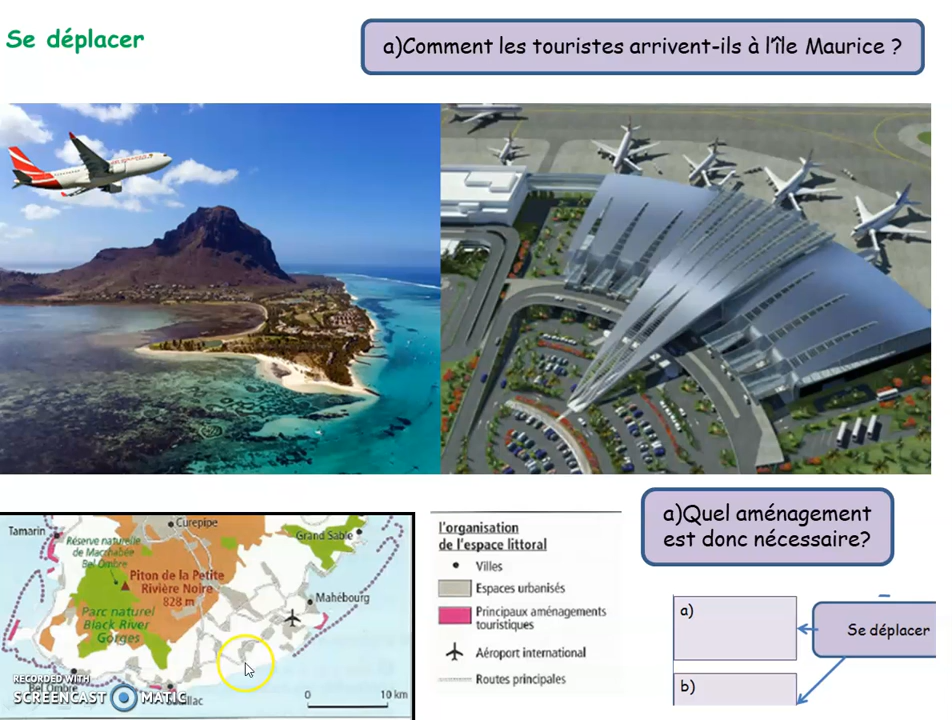 Se déplacer
a)Comment les touristes arrivent-ils à l'île Maurice ?
Tamarin
Curepipe
Grand Sable
Réserve naturelle
de Macchabée
Bel Ombre
Piton de la Petite
Rivière Noire
828 m
Mahébourg
Parc naturel
Black River
Gorges
Bel Ombre
RECORDED WITH
SCREENCAST MATIC
0 10 km
l'organisation
de l'espace littoral
Villes
Espaces urbanisés
Principaux aménagements
touristiques
Aéroport international
Routes principales
a)Quel aménagement
est donc nécessaire?
a)
Se déplacer
b)